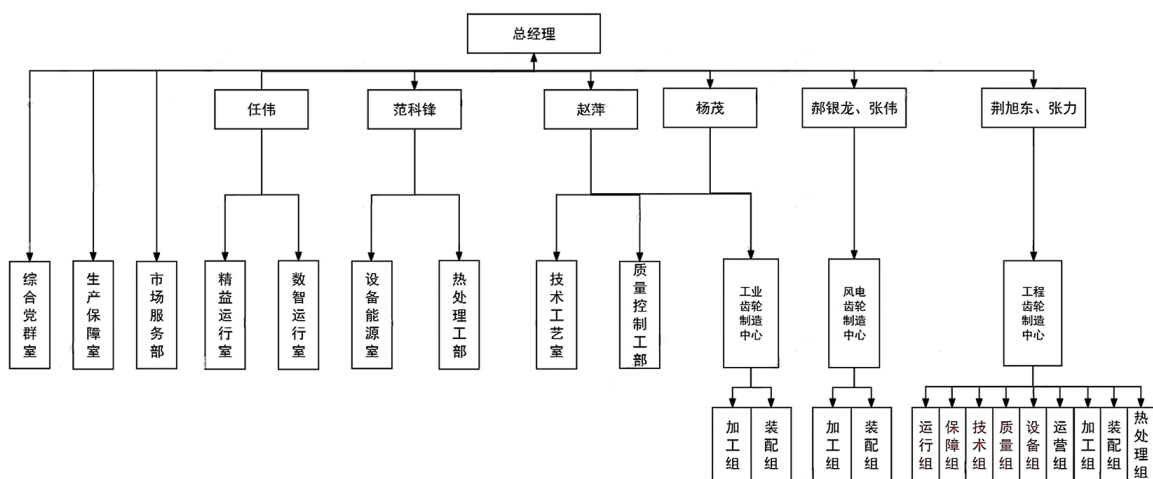 总经理
任伟
范科锋
赵萍
杨茂
郝银龙、张伟
荆旭东、张力
综合党群室
生产保障室
市场服务部
精益运行室
数智运行室
设备能源室
热处理工部
技术工艺室
质量控制工部
工业
齿轮
制造
中心
风电
齿轮
制造
中心
工程
齿轮
制造
中心
加工组
装配组
加工组
装配组
运行组
保障组
技术组
质量组
设备组
运营组
加工组
装配组
热处理组